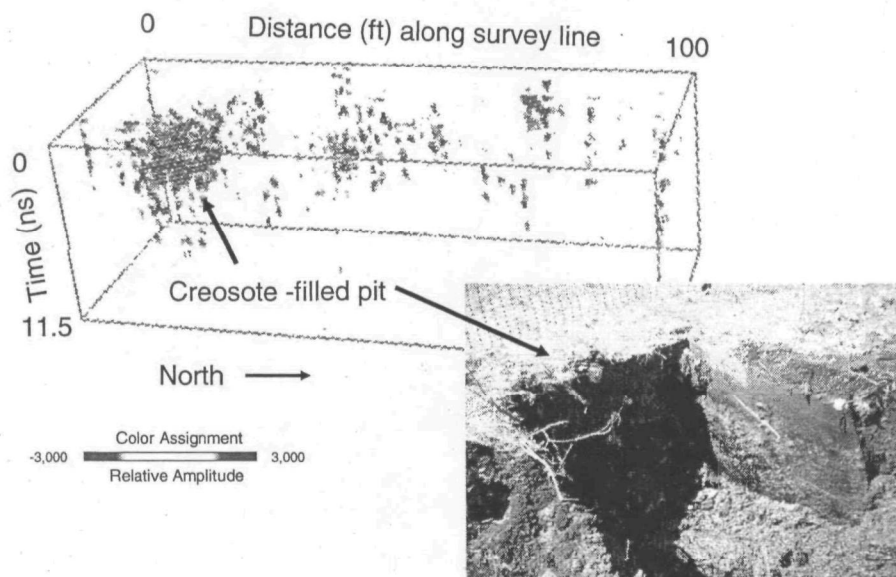 0
Distance (ft) along survey line
100
0
Time (ns)
11.5
Creosote -filled pit
North
Color Assignment
-3,000
3,000
Relative Amplitude